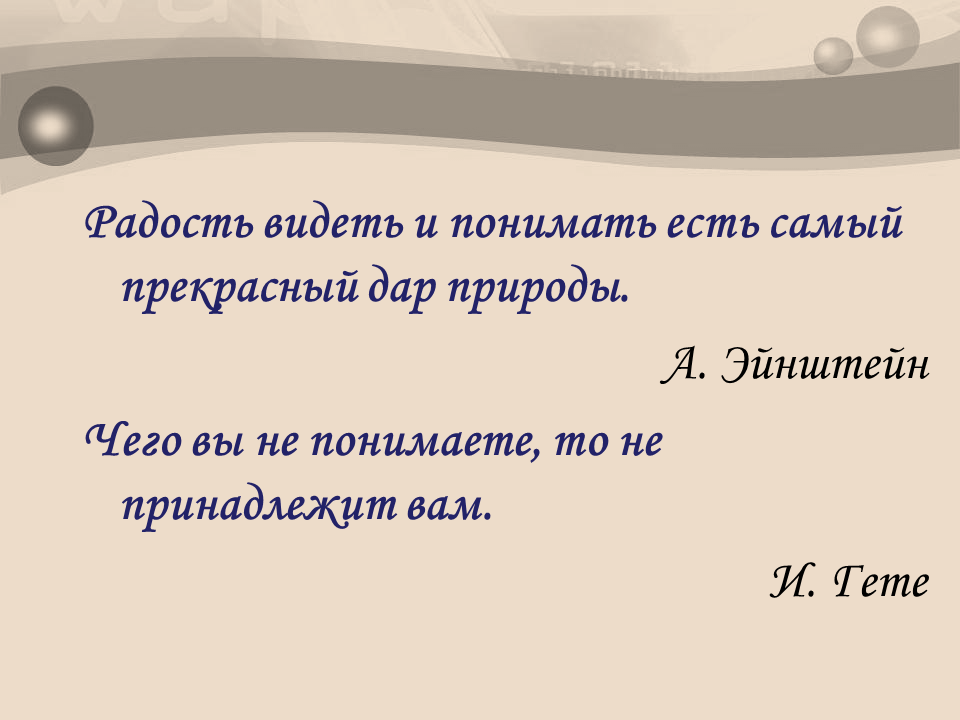 Радость видеть и понимать есть самый
прекрасный дар природы.
А. Эйнштейн
Чего вы не понимаете, то не
принадлежит вам.
И. Гете